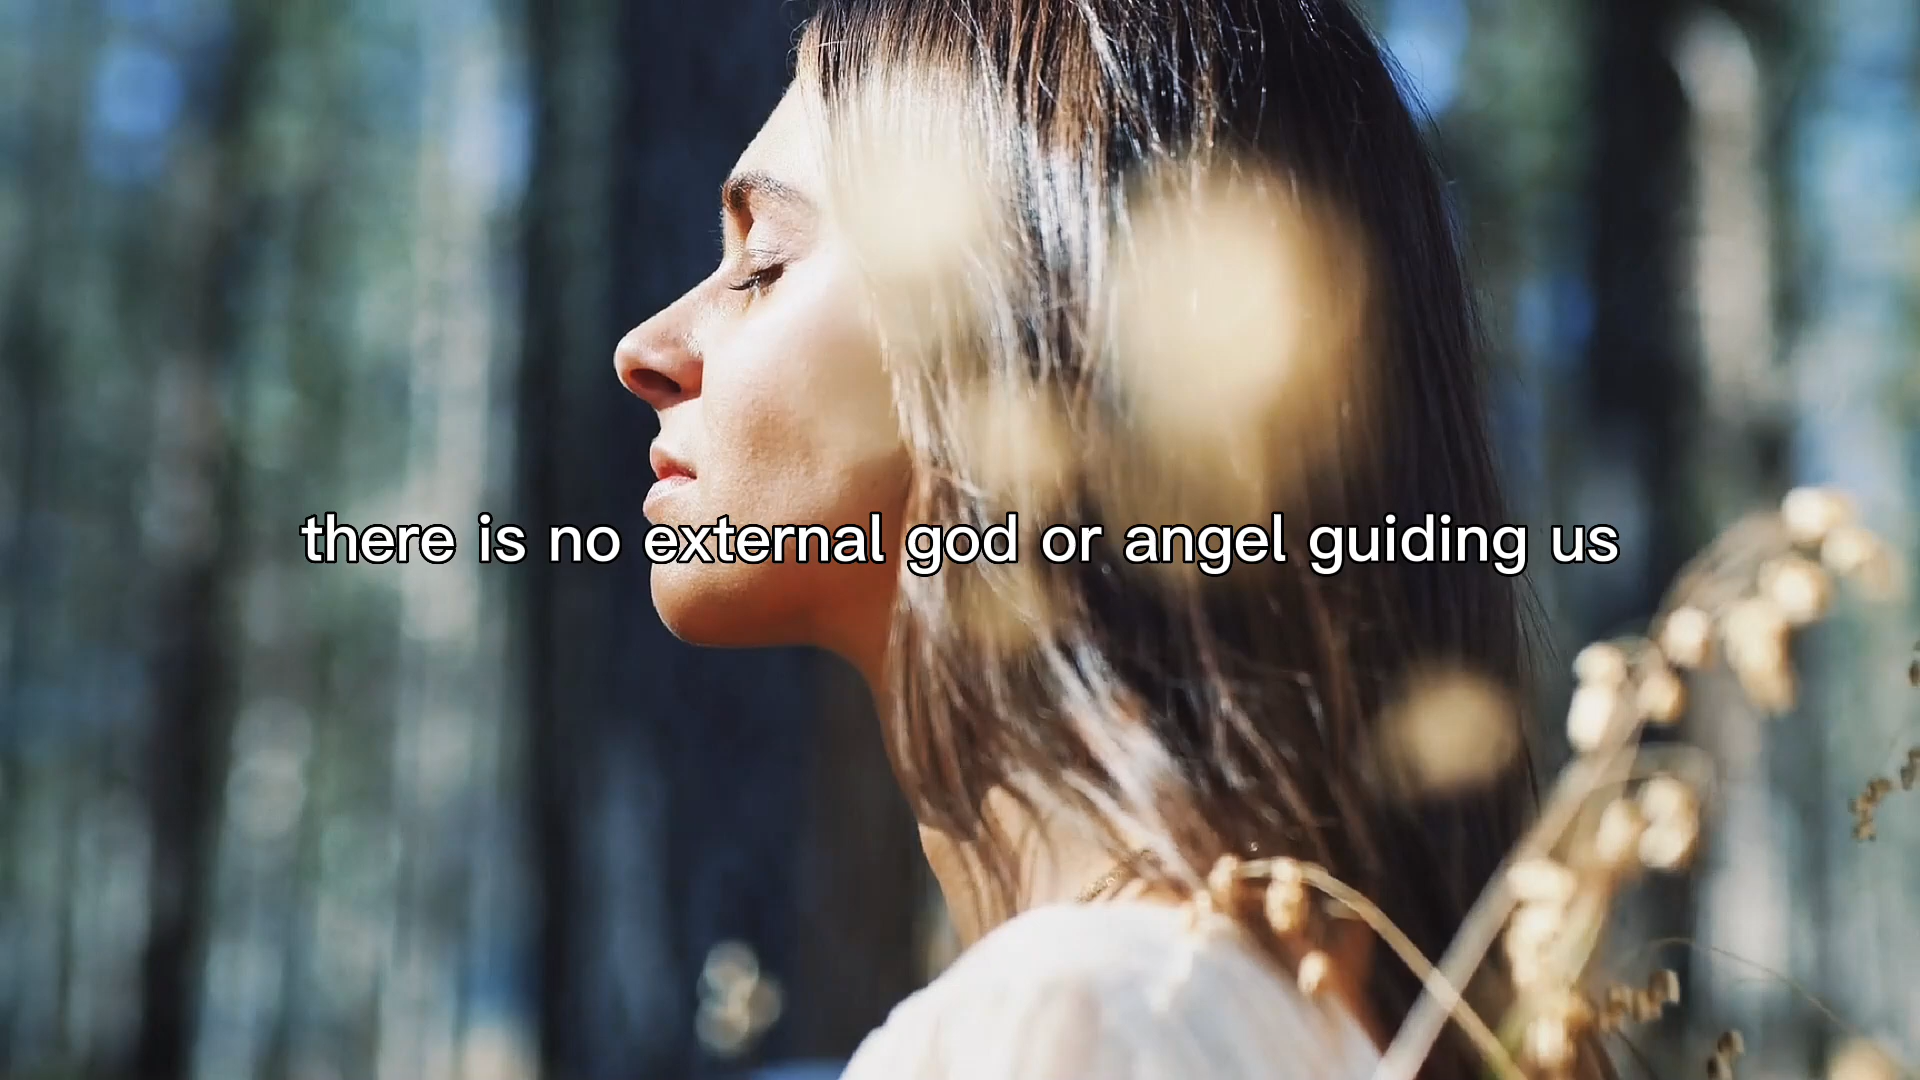 there is no external god or angel guiding us